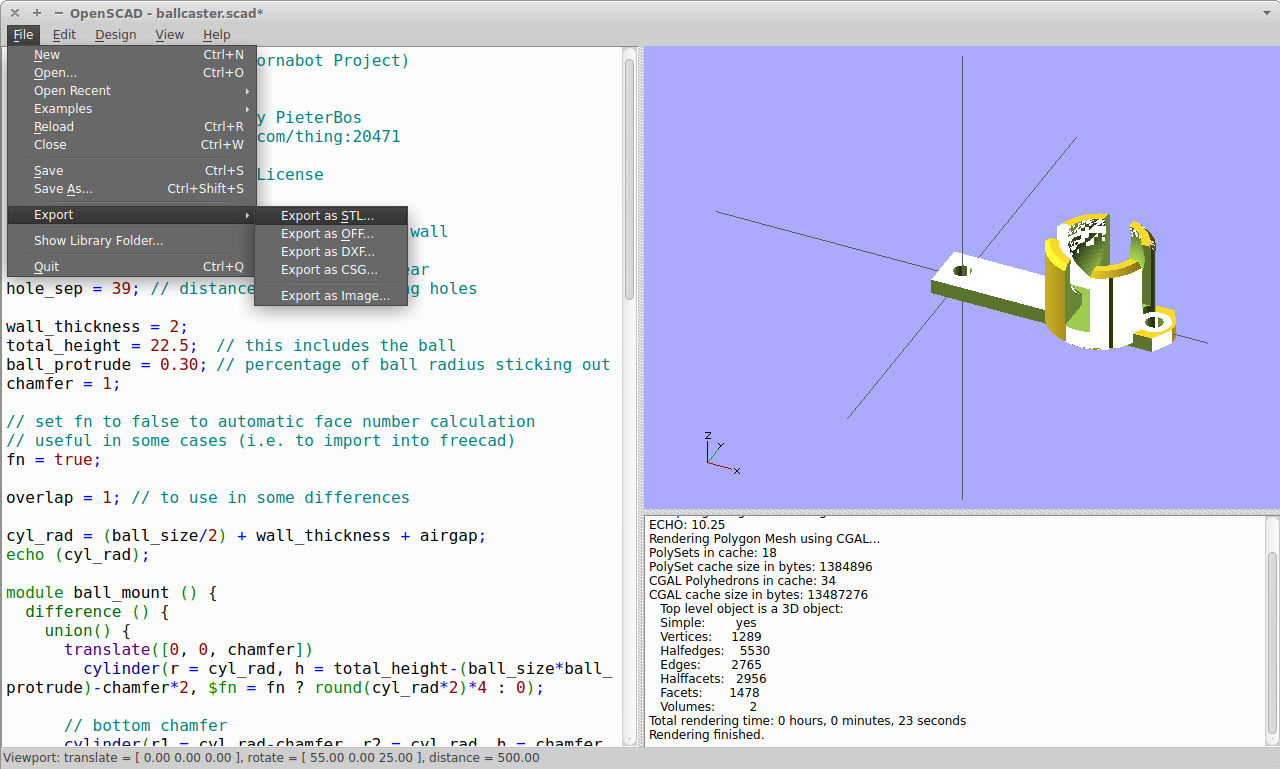 OpenSCAD - ballcaster.scad*
File Edit Design View Help
New Ctrl+N
Open... Ctrl+O
Open Recent
Examples
Reload Ctrl+R
Close Ctrl+W
Save Ctrl+S
Save As... Ctrl+Shift+S
Export
Show Library Folder...
Quit Ctrl+Q
Export as STL...
Export as OFF...
Export as DXF...
Export as CSG...
Export as Image...
ornabot Project)
y PieterBos
com/thing:20471
License
wall
ear
hole_sep = 39; // distance g holes
wall_thickness = 2;
total_height = 22.5;  // this includes the ball
ball_protrude = 0.30; // percentage of ball radius sticking out
chamfer = 1;
// set fn to false to automatic face number calculation
// useful in some cases (i.e. to import into freecad)
fn = true;
overlap = 1; // to use in some differences
cyl_rad = (ball_size/2) + wall_thickness + airgap;
echo (cyl_rad);
module ball_mount () {
difference () {
union() {
translate([0, 0, chamfer])
cylinder(r = cyl_rad, h = total_height-(ball_size*ball_
protrude)-chamfer*2, $fn = fn ? round(cyl_rad*2)*4 : 0);
// bottom chamfer
cylinder(r1 = cyl_rad-chamfer, r2 = cyl_rad, h = chamfer,
Z
Y
X
ECHO: 10.25
Rendering Polygon Mesh using CGAL...
PolySets in cache: 18
PolySet cache size in bytes: 1384896
CGAL Polyhedrons in cache: 34
CGAL cache size in bytes: 13487276
Top level object is a 3D object:
Simple: yes
Vertices: 1289
Halfedges: 5530
Edges: 2765
Halffacets: 2956
Facets: 1478
Volumes: 2
Total rendering time: 0 hours, 0 minutes, 23 seconds
Rendering finished.
Viewport: translate = [ 0.00 0.00 0.00 ], rotate = [ 55.00 0.00 25.00 ], distance = 500.00